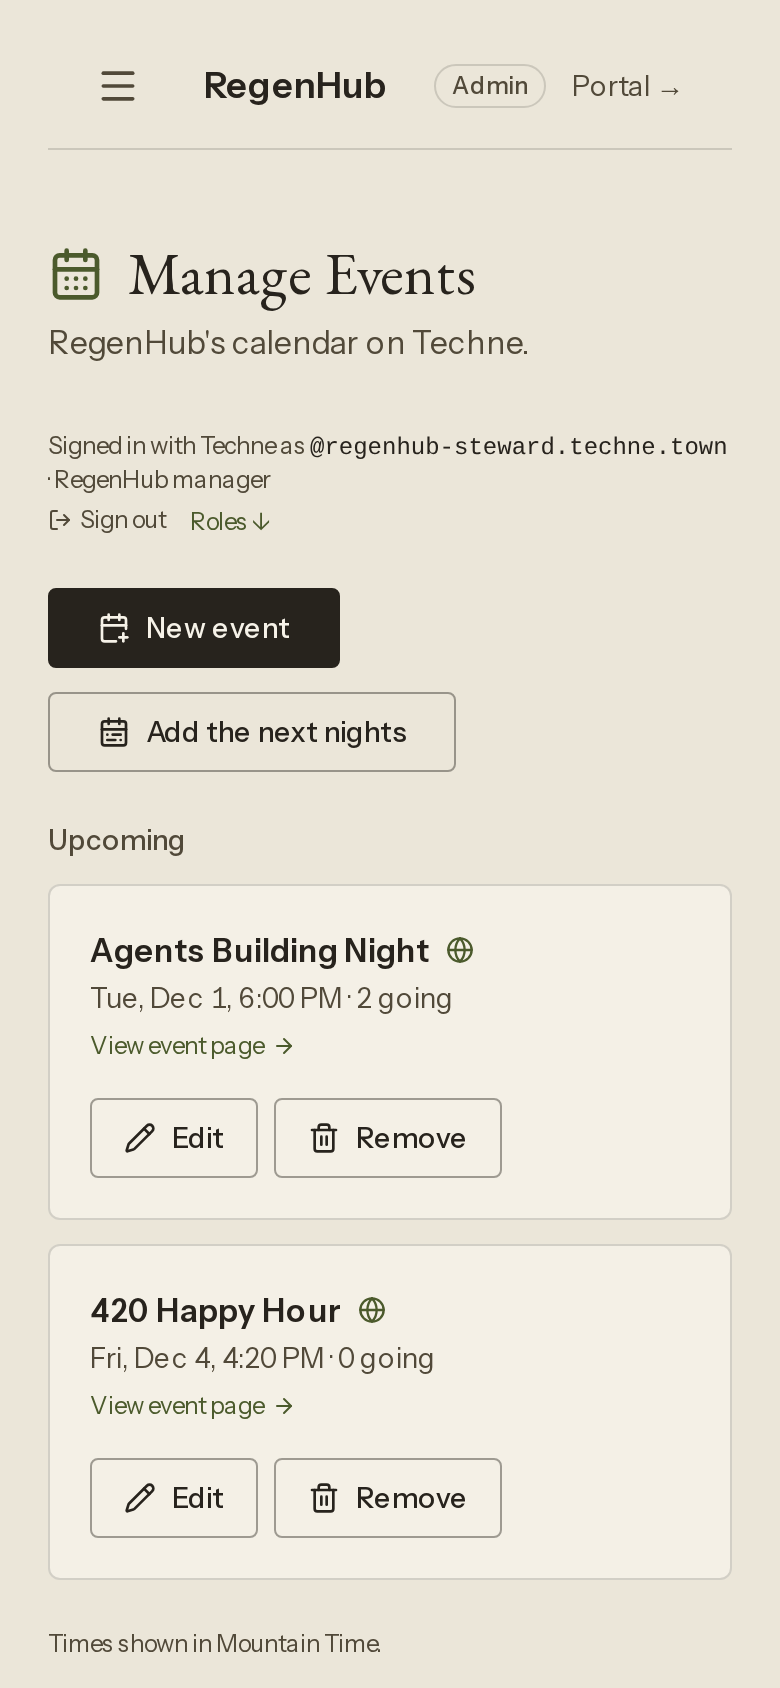 RegenHub Admin Portal →
Manage Events
RegenHub's calendar on Techne.
Signed in with Techne as @regenhub-steward.techne.town
· RegenHub manager
Sign out Roles ↓
New event
Add the next nights
Upcoming
Agents Building Night
Tue, Dec 1, 6:00 PM · 2 going
View event page →
Edit Remove
420 Happy Hour
Fri, Dec 4, 4:20 PM · 0 going
View event page →
Edit Remove
Times shown in Mountain Time.